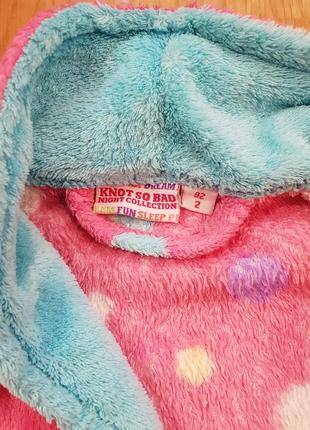 DREAM
KNOT SO BAD
NIGHT COLLECTION
FUN SLEEP
92
2